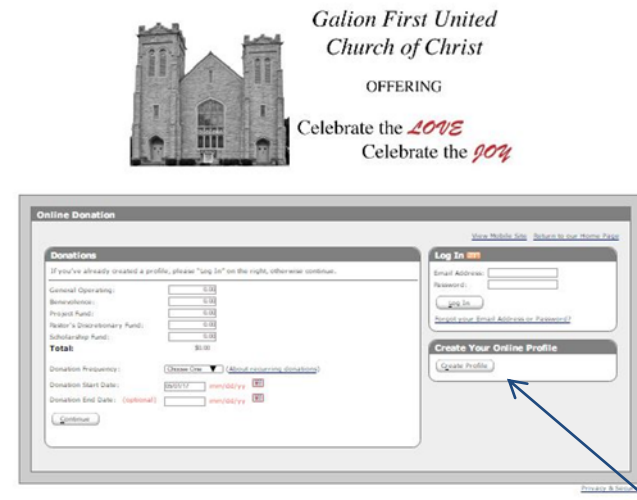 Galion First United
Church of Christ
OFFERING
Celebrate the LOVE
Celebrate the JOY
Online Donation
View Mobile Site Return to our Home Page
Donations
If you've already created a profile, please "Log In" on the right, otherwise continue.
General Operating: 0.00
Benevolence: 0.00
Project Fund: 0.00
Pastor's Discretionary Fund: 0.00
Scholarship Fund: 0.00
Total: $0.00
Donation Frequency: Choose One (About recurring donations)
Donation Start Date: mm/dd/yy
Donation End Date: (optional) mm/dd/yy
Continue
Log In
Email Address:
Password:
Log In
Forgot your Email Address or Password?
Create Your Online Profile
Create Profile
Privacy &